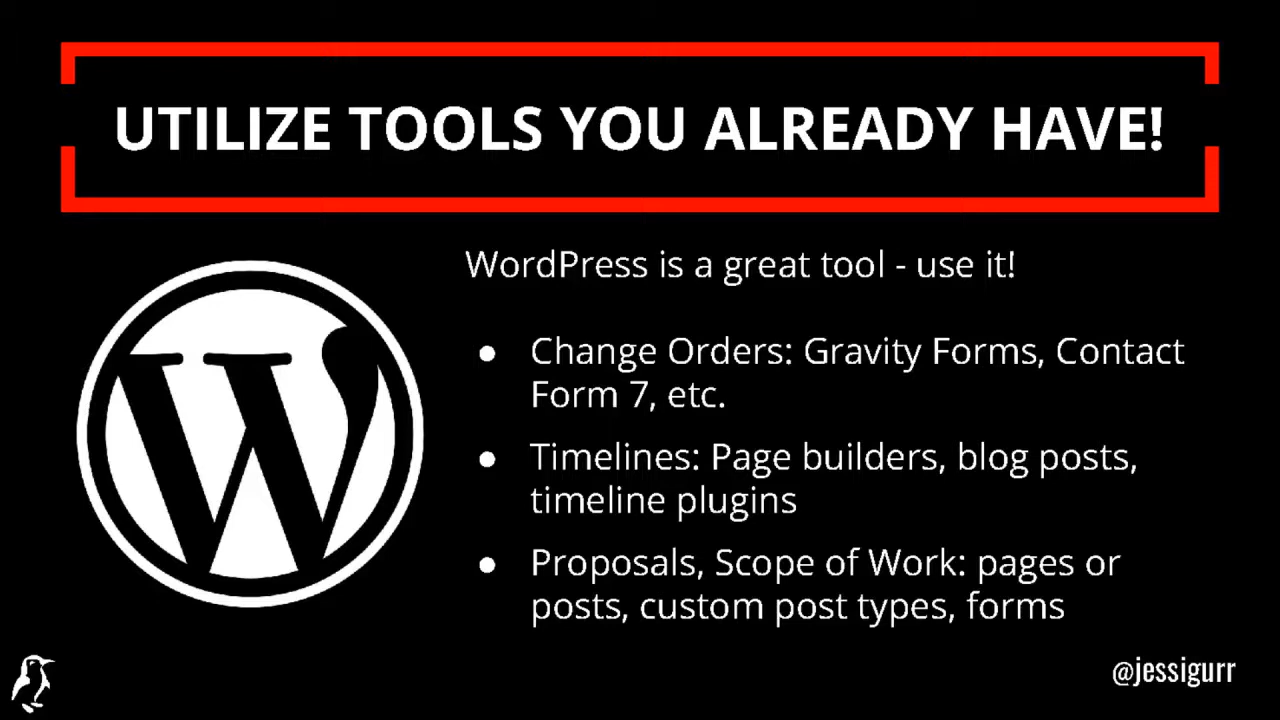 UTILIZE TOOLS YOU ALREADY HAVE!
WordPress is a great tool - use it!
● Change Orders: Gravity Forms, Contact
Form 7, etc.
● Timelines: Page builders, blog posts,
timeline plugins
● Proposals, Scope of Work: pages or
posts, custom post types, forms
@jessigurr